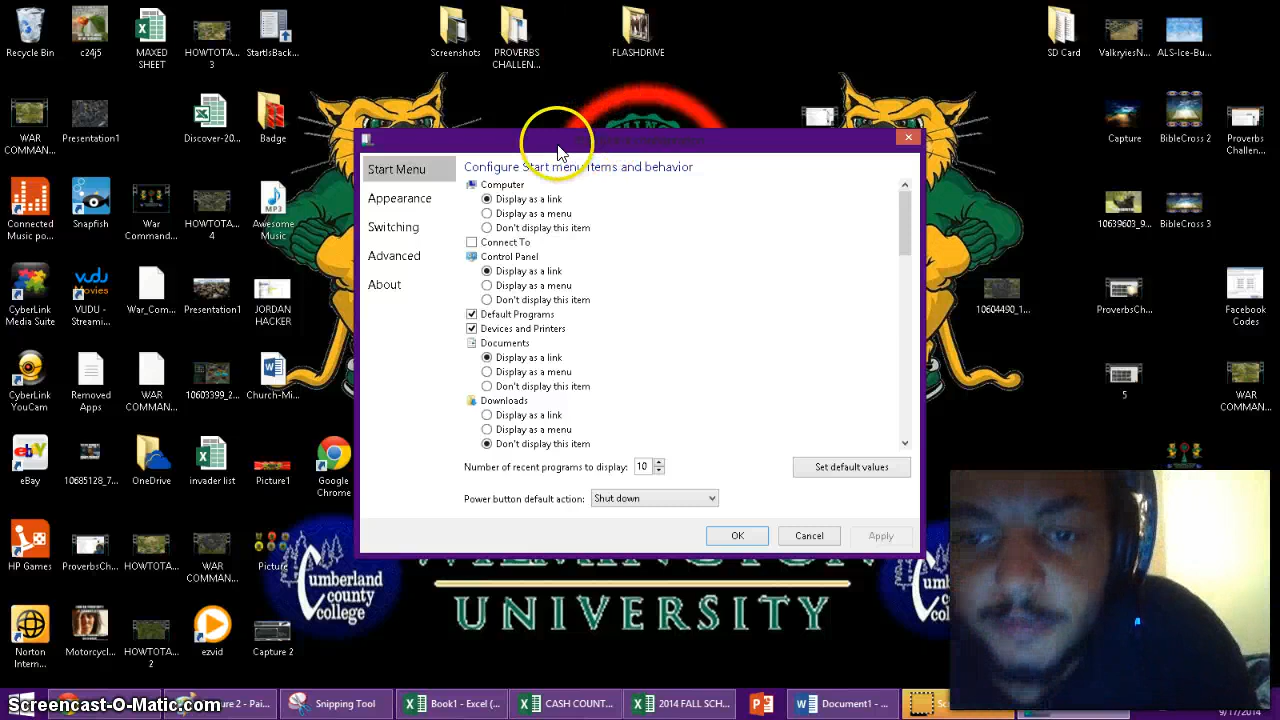 Recycle Bin
c24j5
MAXED
SHEET
HOWTOTA...
3
StartIsBack...
Screenshots
PROVERBS
CHALLEN...
FLASHDRIVE
SD Card
ValkyriesN...
ALS-Ice-Bu...
WAR
COMMAN...
Presentation1
Discover-20...
Badge
Capture
BibleCross 2
Proverbs
Challen...
Start Menu
Appearance
Switching
Advanced
About
Configure Start menu items and behavior
Computer
Display as a link
Display as a menu
Don't display this item
Connect To
Control Panel
Display as a link
Display as a menu
Don't display this item
Default Programs
Devices and Printers
Documents
Display as a link
Display as a menu
Don't display this item
Downloads
Display as a link
Display as a menu
Don't display this item
Number of recent programs to display: 10
Set default values
Power button default action: Shut down
OK
Cancel
Apply
Connected
Music po...
Snapfish
War
Command...
HOWTOTA...
4
Awesome
Music
10639603_9...
BibleCross 3
CyberLink
Media Suite
VUDU -
Streami...
War_Com...
Presentation1
JORDAN
HACKER
10604490_1...
ProverbsCh...
Facebook
Codes
CyberLink
YouCam
Removed
Apps
WAR
COMMAN...
10603399_2...
Church-Mi...
5
WAR
COMMAN...
eBay
10685128_7...
OneDrive
invader list
Picture1
Google
Chrome
HP Games
ProverbsCh...
HOWTOTA...
WAR
COMMAN...
Picture
Norton
Intern...
Motorcycl...
HOWTOTA...
2
ezvid
Capture 2
Cumberland
County
College
WILMINGTON
UNIVERSITY
Screencast-O-Matic.com
Snipping Tool
Book1 - Excel (...
CASH COUNT...
2014 FALL SCH...
Document1 - ...
9/17/2014